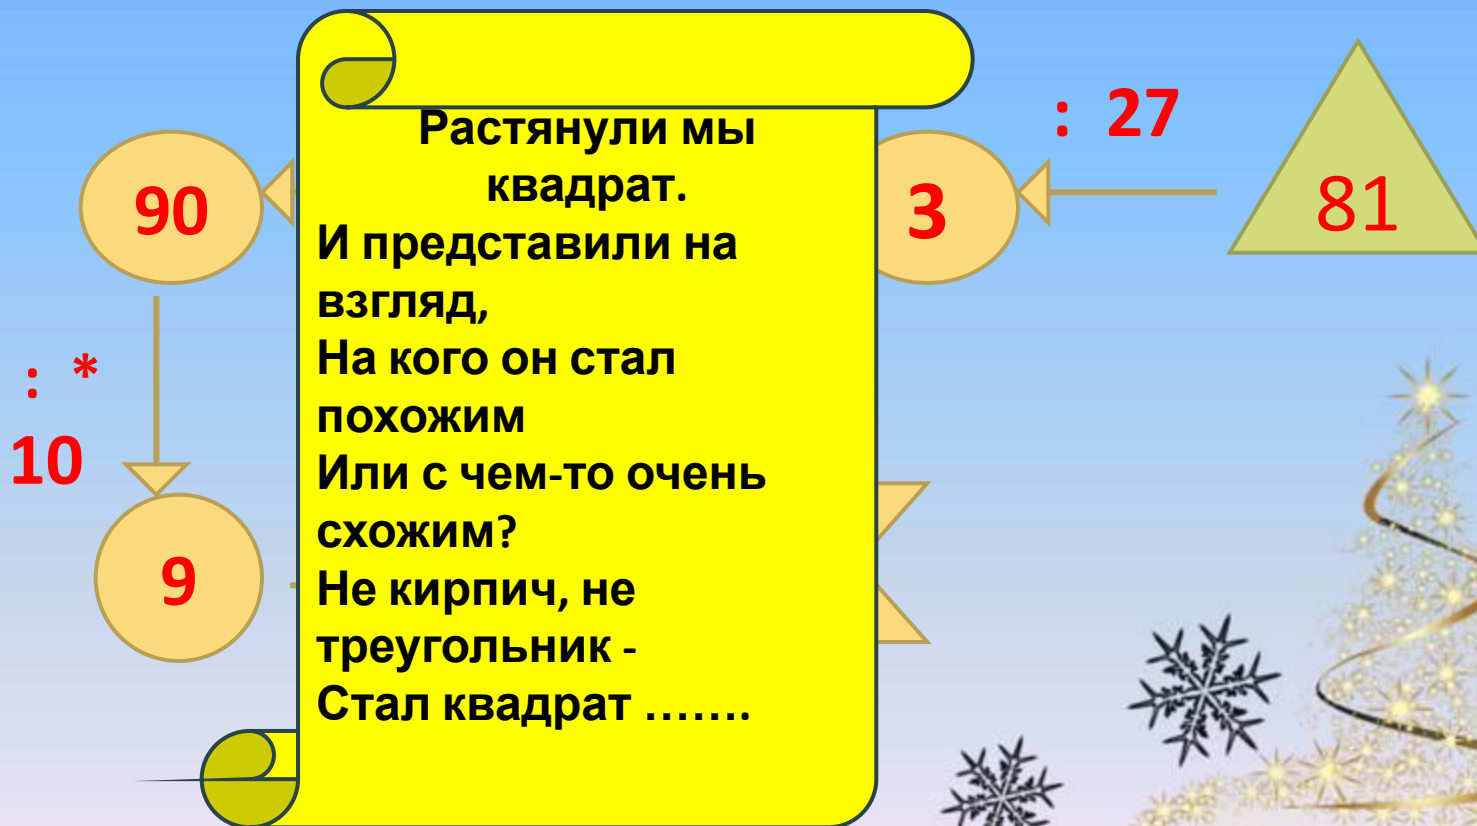 Растянули мы
квадрат.
И представили на
взгляд,
На кого он стал
похожим
Или с чем-то очень
схожим?
Не кирпич, не
треугольник -
Стал квадрат …….
: 27
90
3
81
: *
10
9